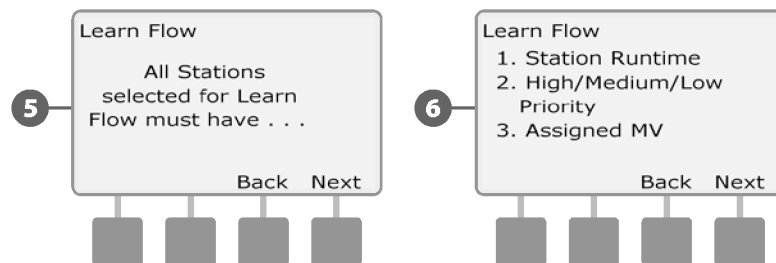 5
Learn Flow
All Stations
selected for Learn
Flow must have . . .
Back Next
6
Learn Flow
1. Station Runtime
2. High/Medium/Low
Priority
3. Assigned MV
Back Next